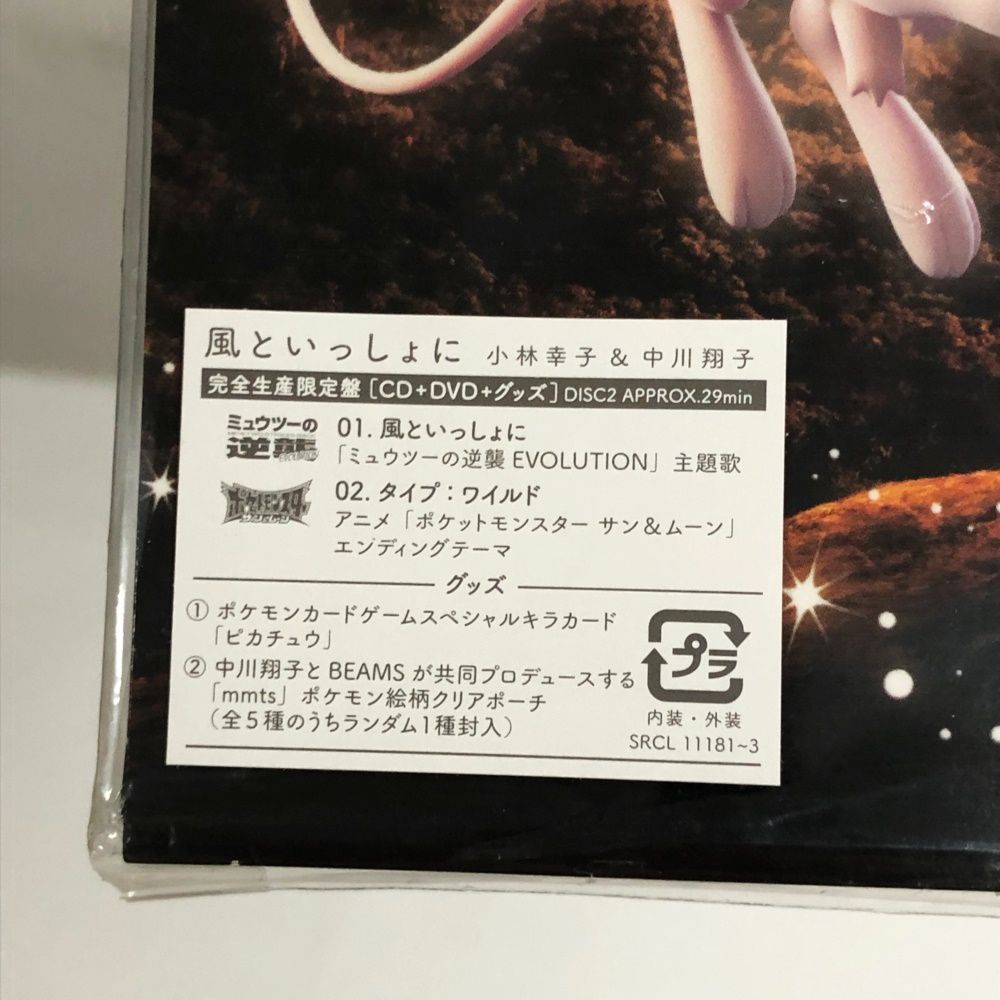 風といっしょに 小林幸子 & 中川翔子
完全生産限定盤 [CD+DVD+グッズ] DISC2 APPROX.29min
ミュウツーの
逆襲
01. 風といっしょに
「ミュウツーの逆襲 EVOLUTION」主題歌
ポケットモンスター
02. タイプ:ワイルド
アニメ「ポケットモンスター サン&ムーン」
エンディングテーマ
グッズ
① ポケモンカードゲームスペシャルキラカード
「ピカチュウ」
② 中川翔子と BEAMS が共同プロデュースする
「mmts」ポケモン絵柄クリアポーチ
(全5種のうちランダム1種封入)
プラ
内装・外装
SRCL 11181~3